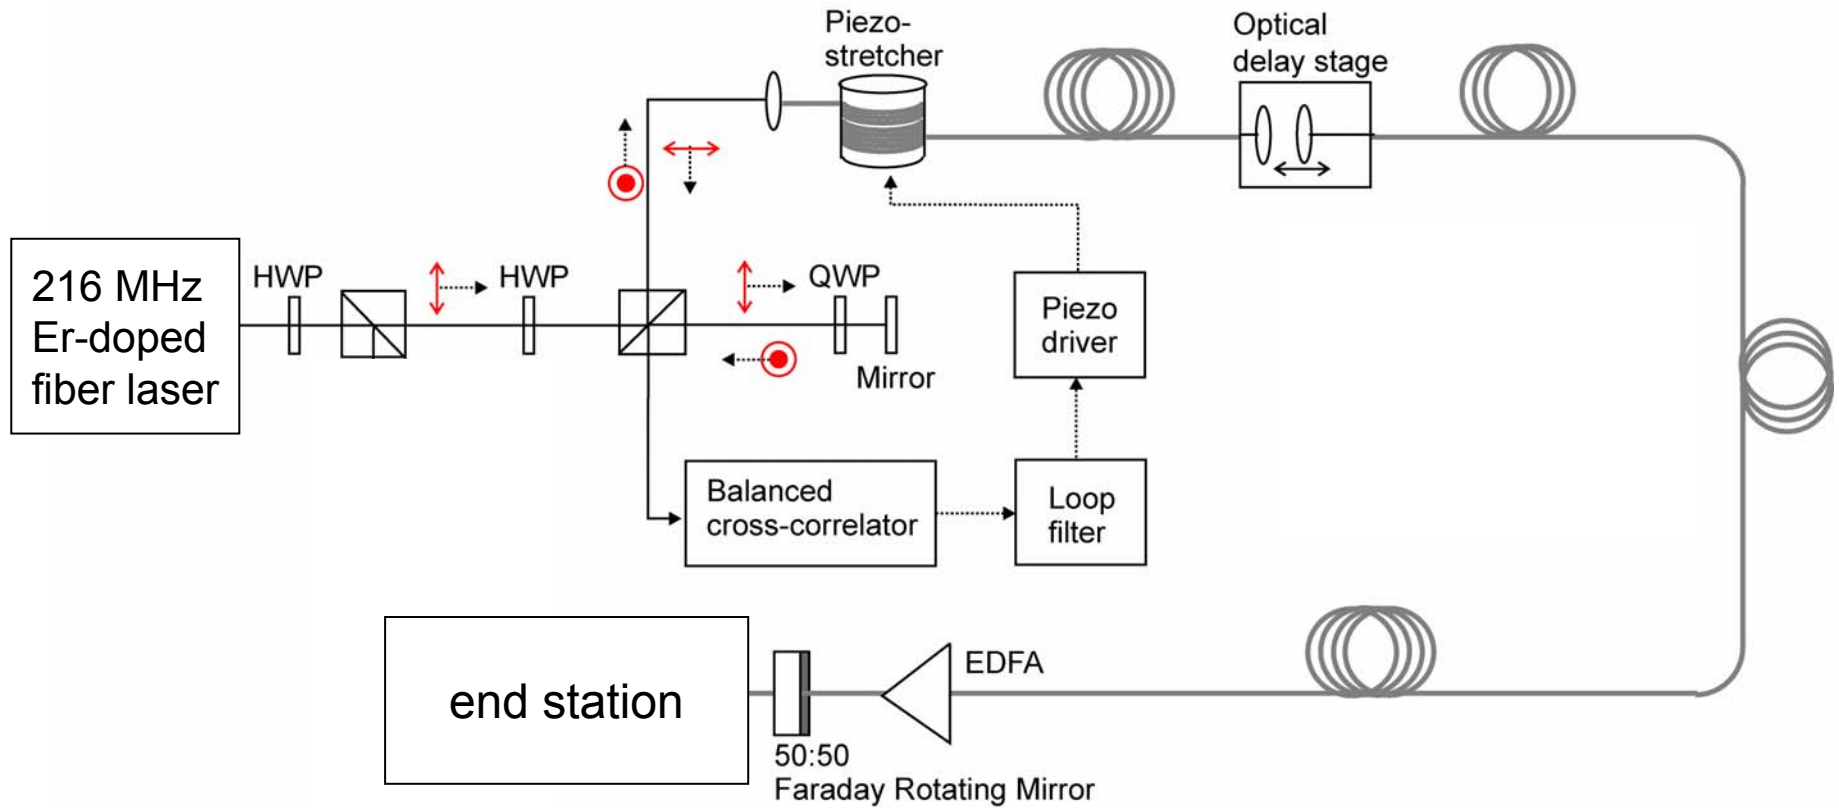 Piezo-
stretcher
Optical
delay stage
216 MHz
Er-doped
fiber laser
HWP
HWP
QWP
Mirror
Piezo
driver
Balanced
cross-correlator
Loop
filter
end station
EDFA
50:50
Faraday Rotating Mirror